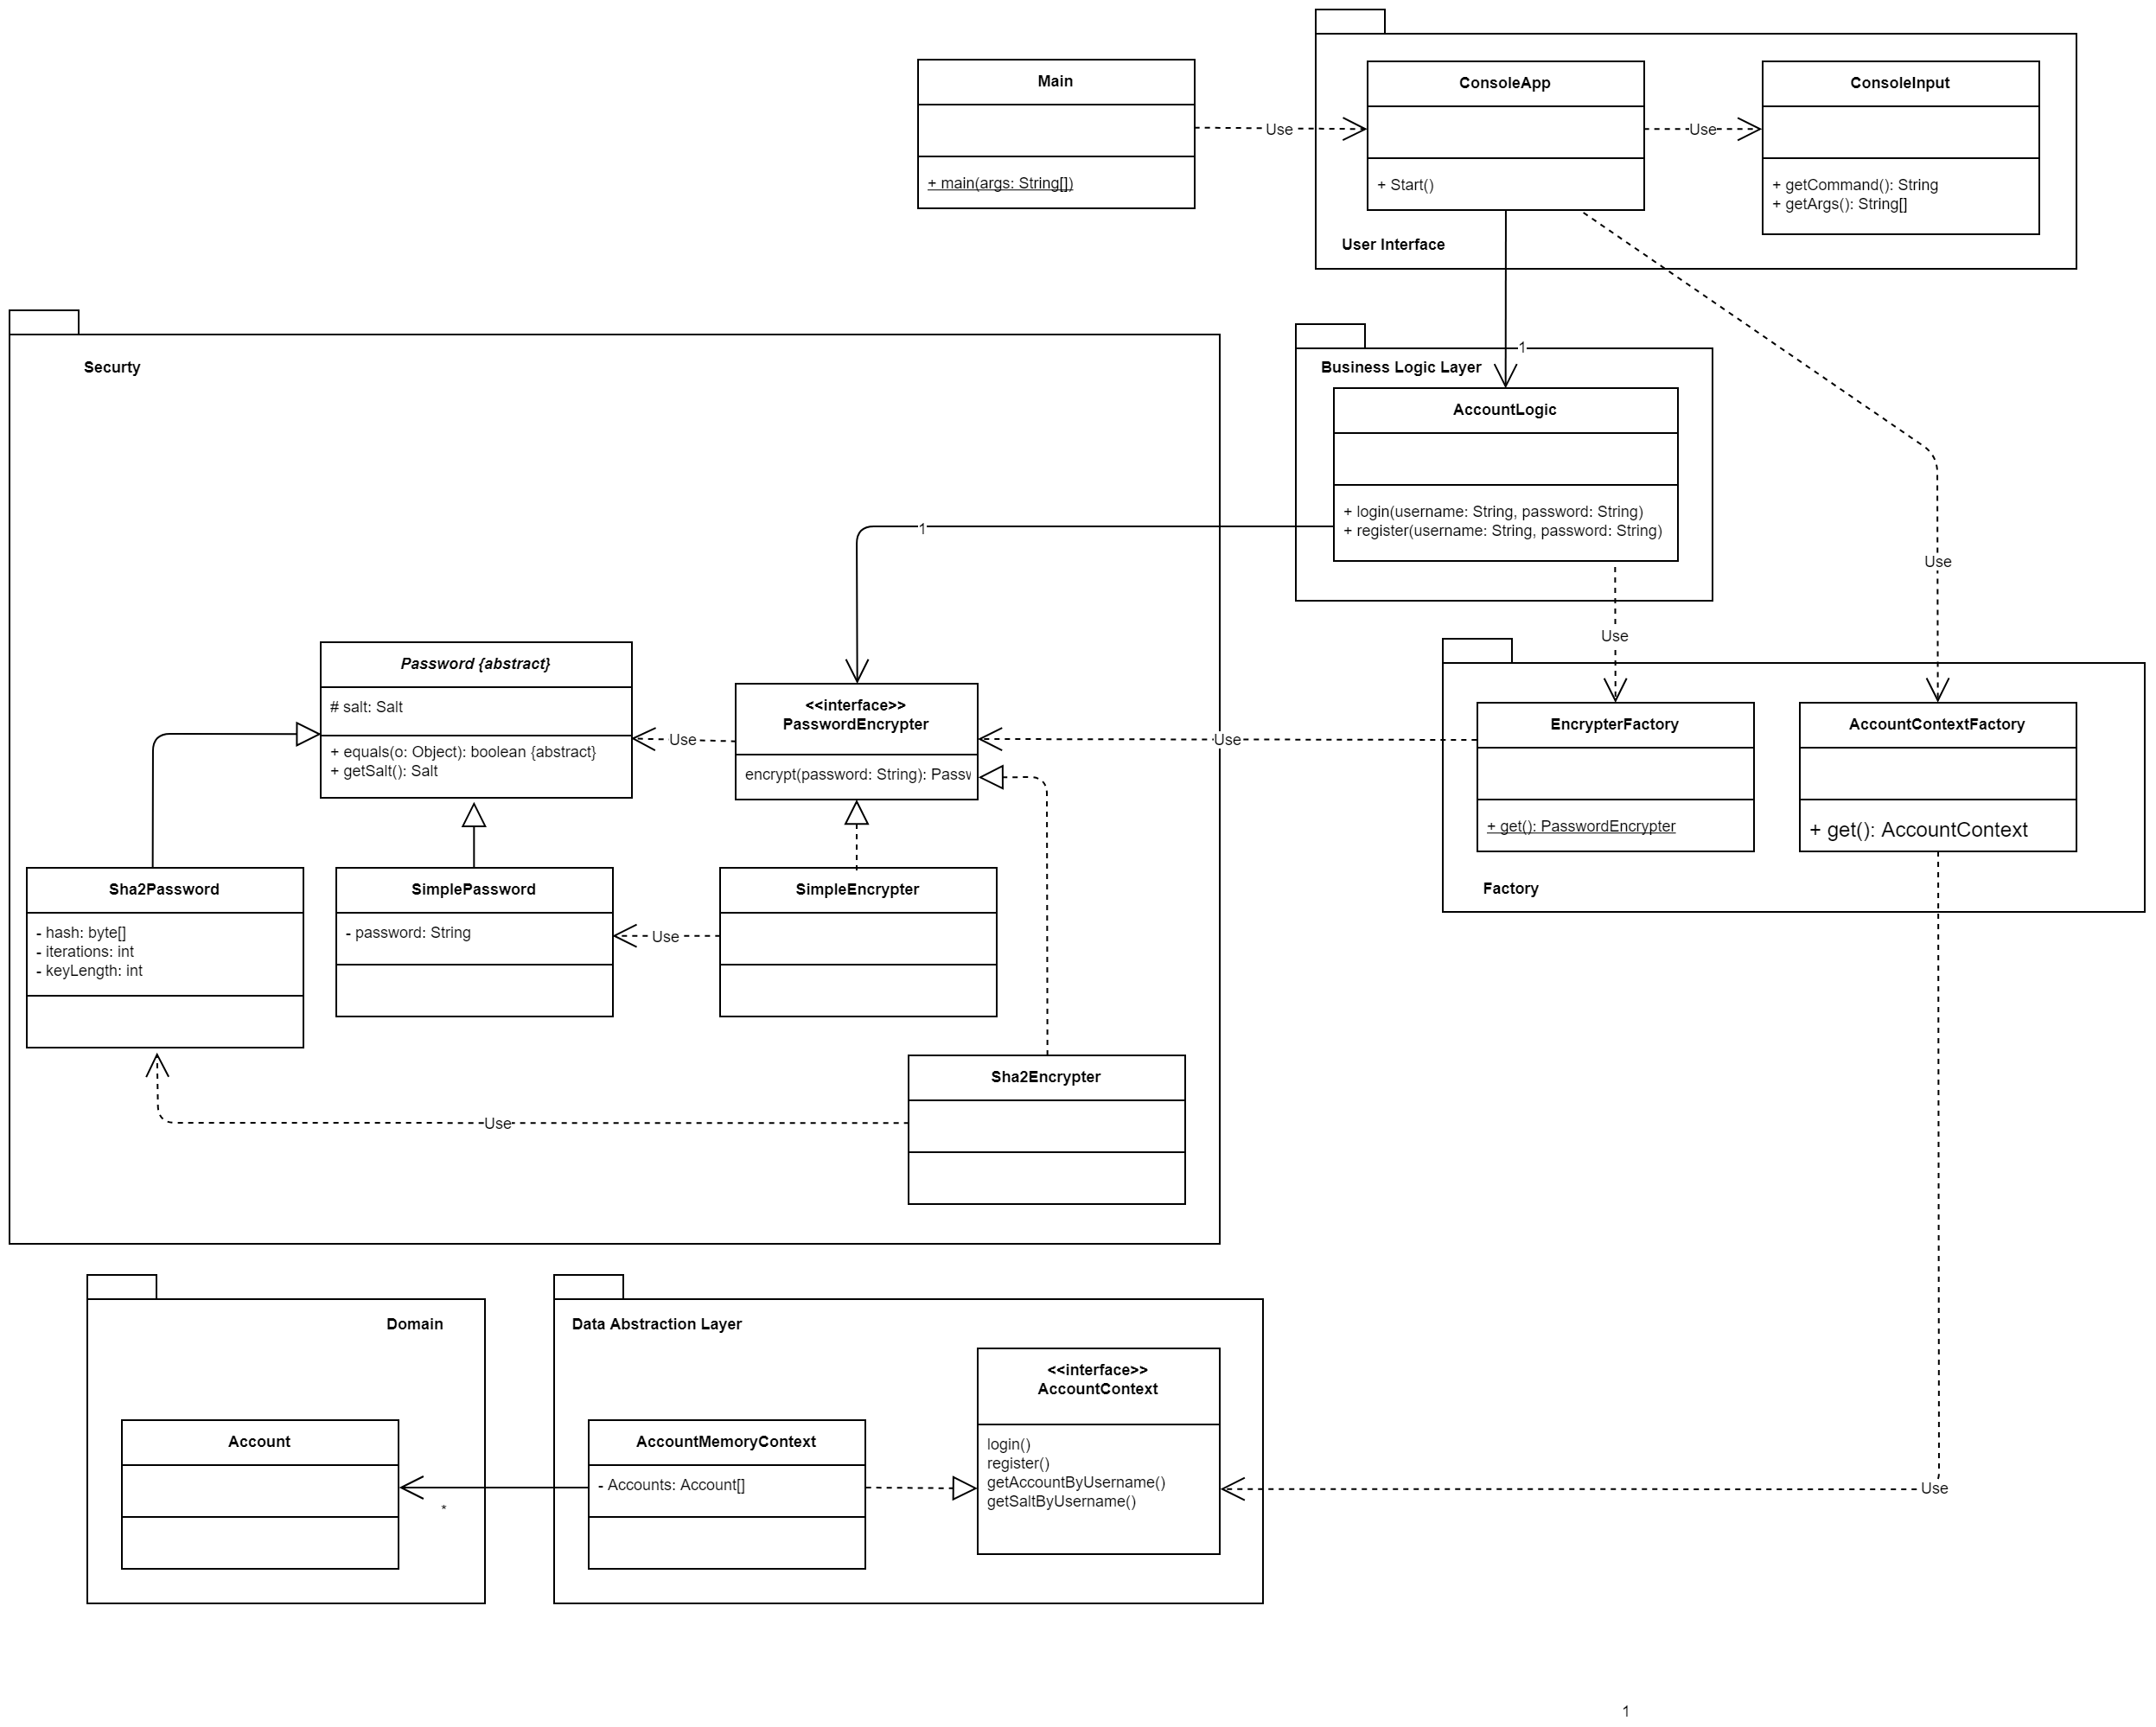 Main
+ main(args: String[])
Use
ConsoleApp
+ Start()
Use
ConsoleInput
+ getCommand(): String
+ getArgs(): String[]
User Interface
Securty
1
Business Logic Layer
AccountLogic
+ login(username: String, password: String)
+ register(username: String, password: String)
1
Use
Use
Password {abstract}
# salt: Salt
+ equals(o: Object): boolean {abstract}
+ getSalt(): Salt
Use
<<interface>>
PasswordEncrypter
encrypt(password: String): Passw
Use
EncrypterFactory
+ get(): PasswordEncrypter
AccountContextFactory
+ get(): AccountContext
Factory
Sha2Password
- hash: byte[]
- iterations: int
- keyLength: int
SimplePassword
- password: String
Use
SimpleEncrypter
Sha2Encrypter
Use
Domain
Account
*
Data Abstraction Layer
AccountMemoryContext
- Accounts: Account[]
<<interface>>
AccountContext
login()
register()
getAccountByUsername()
getSaltByUsername()
Use
1